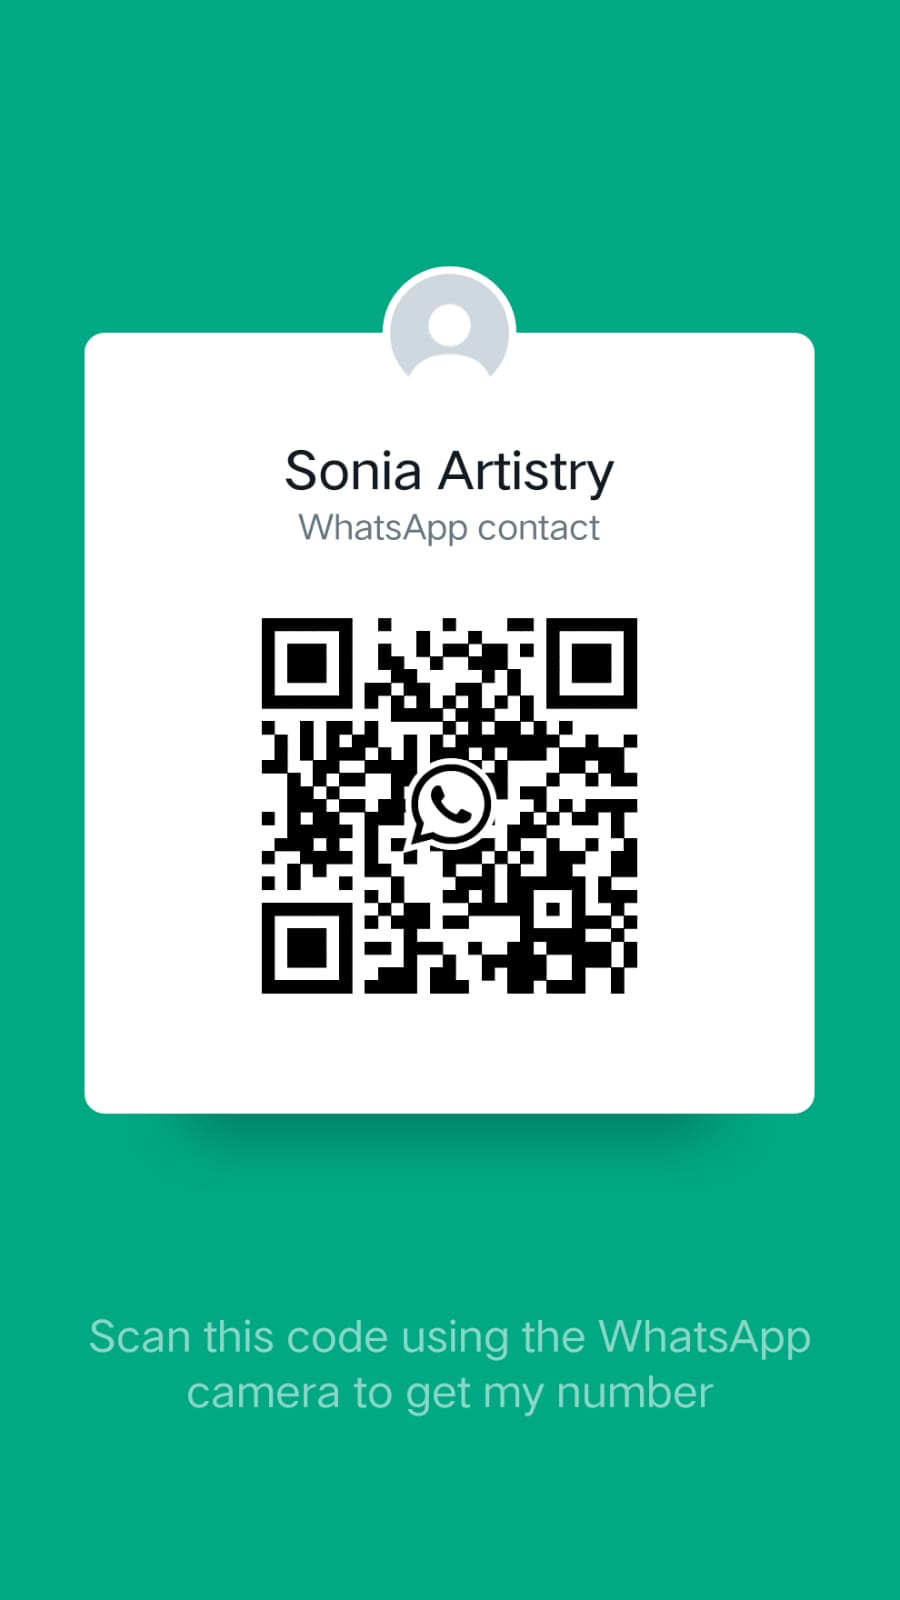 Sonia Artistry
WhatsApp contact
Scan this code using the WhatsApp
camera to get my number